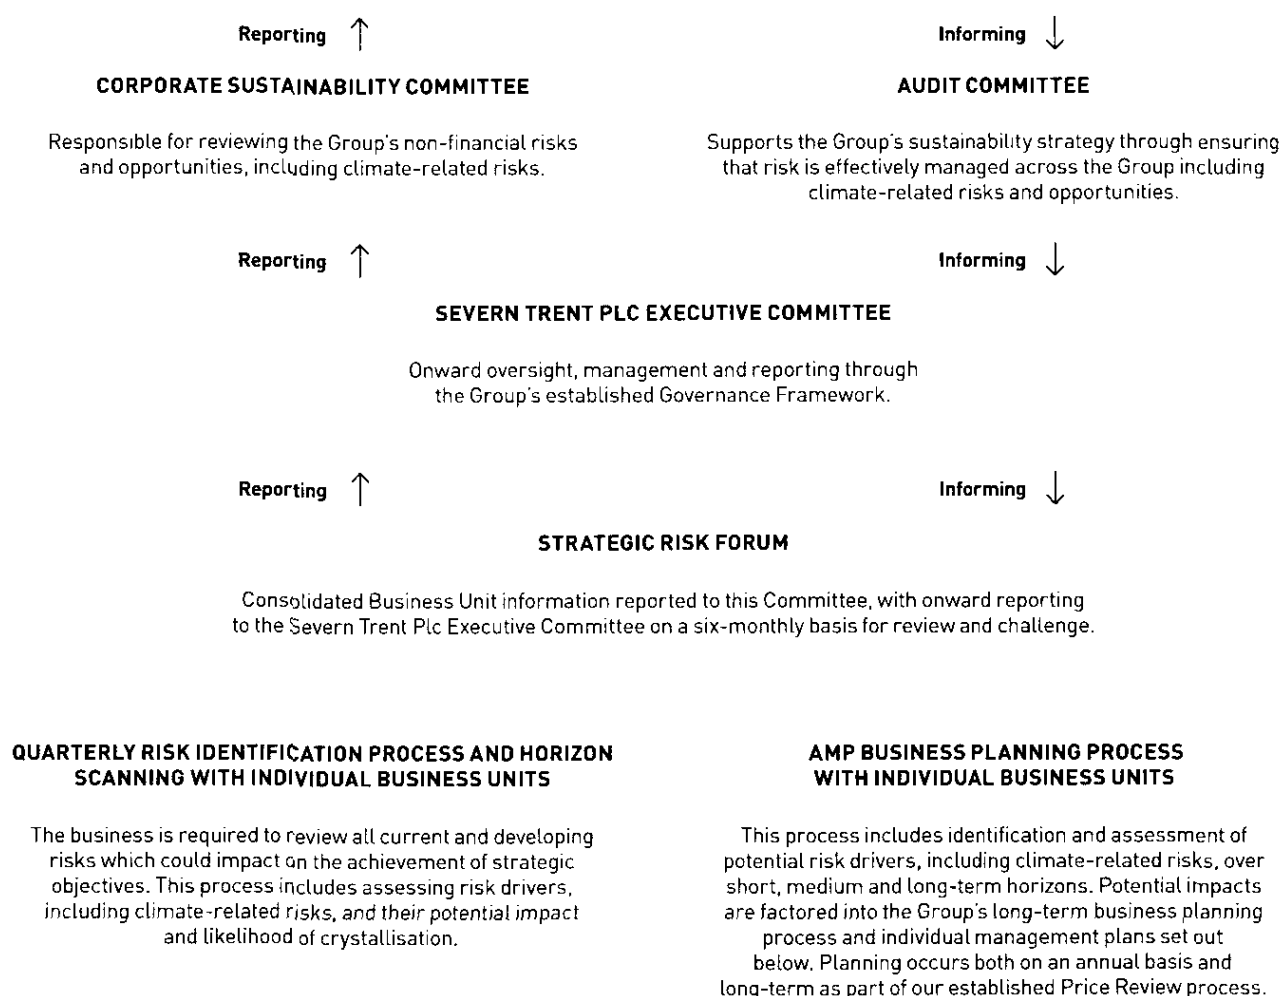 Reporting ↑
Informing ↓
CORPORATE SUSTAINABILITY COMMITTEE
Responsible for reviewing the Group's non-financial risks
and opportunities, including climate-related risks.
AUDIT COMMITTEE
Supports the Group's sustainability strategy through ensuring
that risk is effectively managed across the Group including
climate-related risks and opportunities.
Reporting ↑
Informing ↓
SEVERN TRENT PLC EXECUTIVE COMMITTEE
Onward oversight, management and reporting through
the Group's established Governance Framework.
Reporting ↑
Informing ↓
STRATEGIC RISK FORUM
Consolidated Business Unit information reported to this Committee, with onward reporting
to the Severn Trent Plc Executive Committee on a six-monthly basis for review and challenge.
QUARTERLY RISK IDENTIFICATION PROCESS AND HORIZON
SCANNING WITH INDIVIDUAL BUSINESS UNITS
The business is required to review all current and developing
risks which could impact on the achievement of strategic
objectives. This process includes assessing risk drivers,
including climate-related risks, and their potential impact
and likelihood of crystallisation.
AMP BUSINESS PLANNING PROCESS
WITH INDIVIDUAL BUSINESS UNITS
This process includes identification and assessment of
potential risk drivers, including climate-related risks, over
short, medium and long-term horizons. Potential impacts
are factored into the Group's long-term business planning
process and individual management plans set out
below. Planning occurs both on an annual basis and
long-term as part of our established Price Review process.